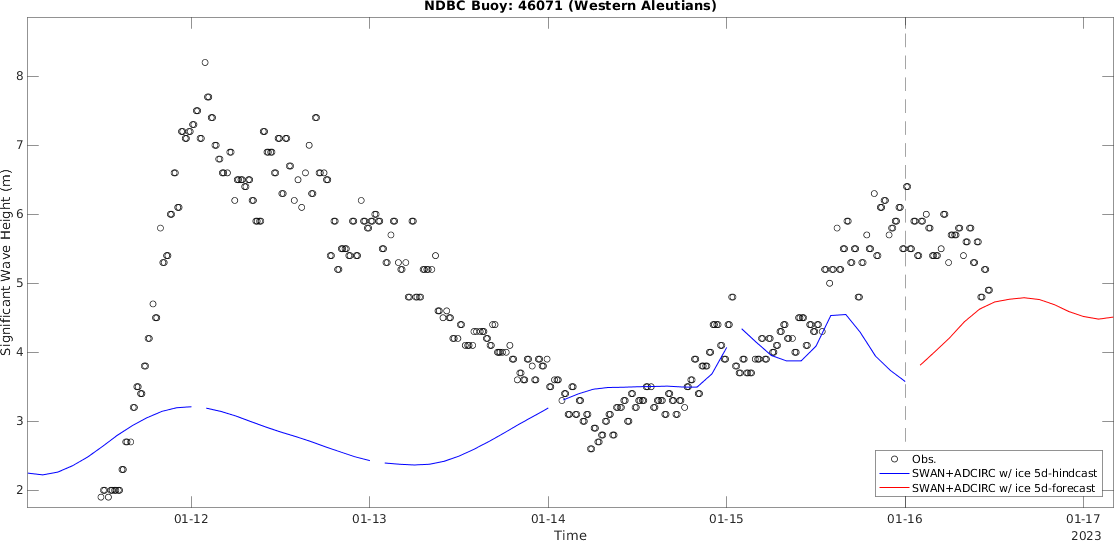 NDBC Buoy: 46071 (Western Aleutians)
Significant Wave Height (m)
8
7
6
5
4
3
2
Obs.
SWAN+ADCIRC w/ ice 5d-hindcast
SWAN+ADCIRC w/ ice 5d-forecast
01-12
01-13
01-14
01-15
01-16
01-17
Time
2023